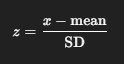 z = (x − mean) / SD